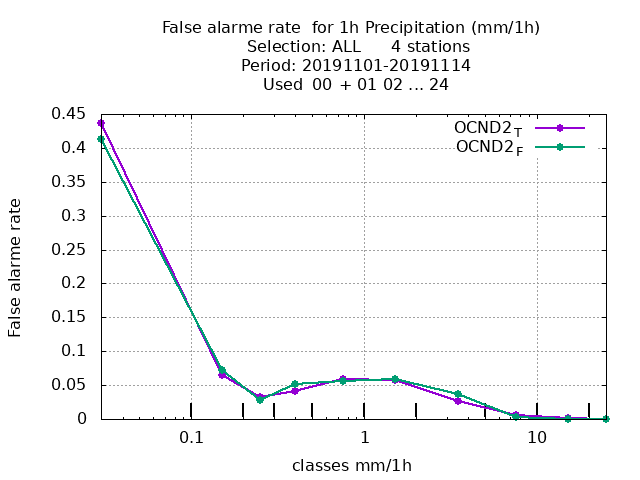 False alarme rate  for 1h Precipitation (mm/1h)
Selection: ALL      4 stations
Period: 20191101-20191114
Used  00 + 01 02 ... 24
OCND2T
OCND2F
0.45
0.4
0.35
0.3
0.25
0.2
0.15
0.1
0.05
0
False alarme rate
0.1 1 10
classes mm/1h